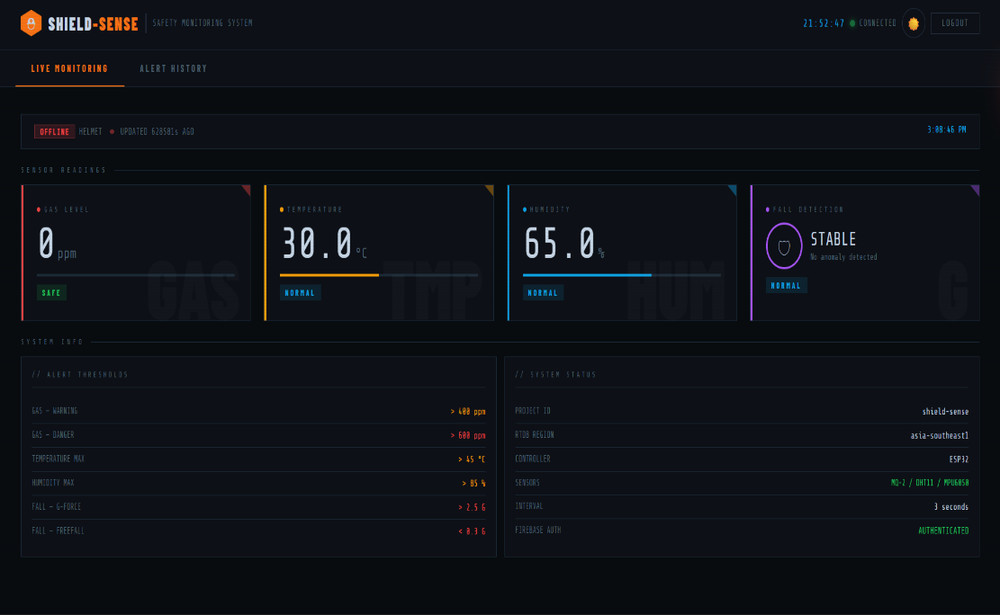 SHIELD-SENSE SAFETY MONITORING SYSTEM 21:52:47 CONNECTED LOGOUT
LIVE MONITORING ALERT HISTORY
OFFLINE HELMET UPDATED 628501s AGO 3:08:46 PM
SENSOR READINGS
GAS LEVEL
0 ppm
SAFE
GAS
TEMPERATURE
30.0 °C
NORMAL
TMP
HUMIDITY
65.0 %
NORMAL
HUM
FALL DETECTION
STABLE
No anomaly detected
NORMAL
G
SYSTEM INFO
// ALERT THRESHOLDS
GAS — WARNING > 400 ppm
GAS — DANGER > 600 ppm
TEMPERATURE MAX > 45 °C
HUMIDITY MAX > 85 %
FALL — G-FORCE > 2.5 G
FALL — FREEFALL < 0.3 G
// SYSTEM STATUS
PROJECT ID shield-sense
RTDB REGION asia-southeast1
CONTROLLER ESP32
SENSORS MQ-2 / DHT11 / MPU6050
INTERVAL 3 seconds
FIREBASE AUTH AUTHENTICATED